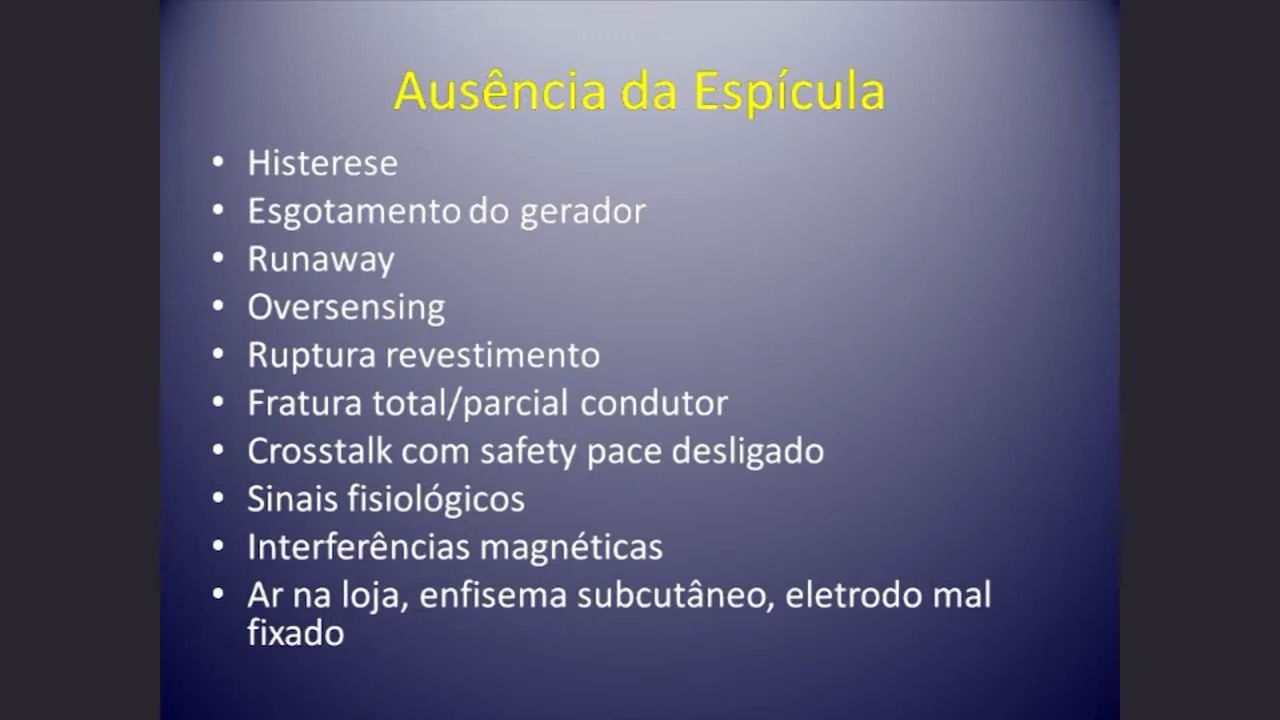 Ausência da Espícula
• Histerese
• Esgotamento do gerador
• Runaway
• Oversensing
• Ruptura revestimento
• Fratura total/parcial condutor
• Crosstalk com safety pace desligado
• Sinais fisiológicos
• Interferências magnéticas
• Ar na loja, enfisema subcutâneo, eletrodo mal
fixado